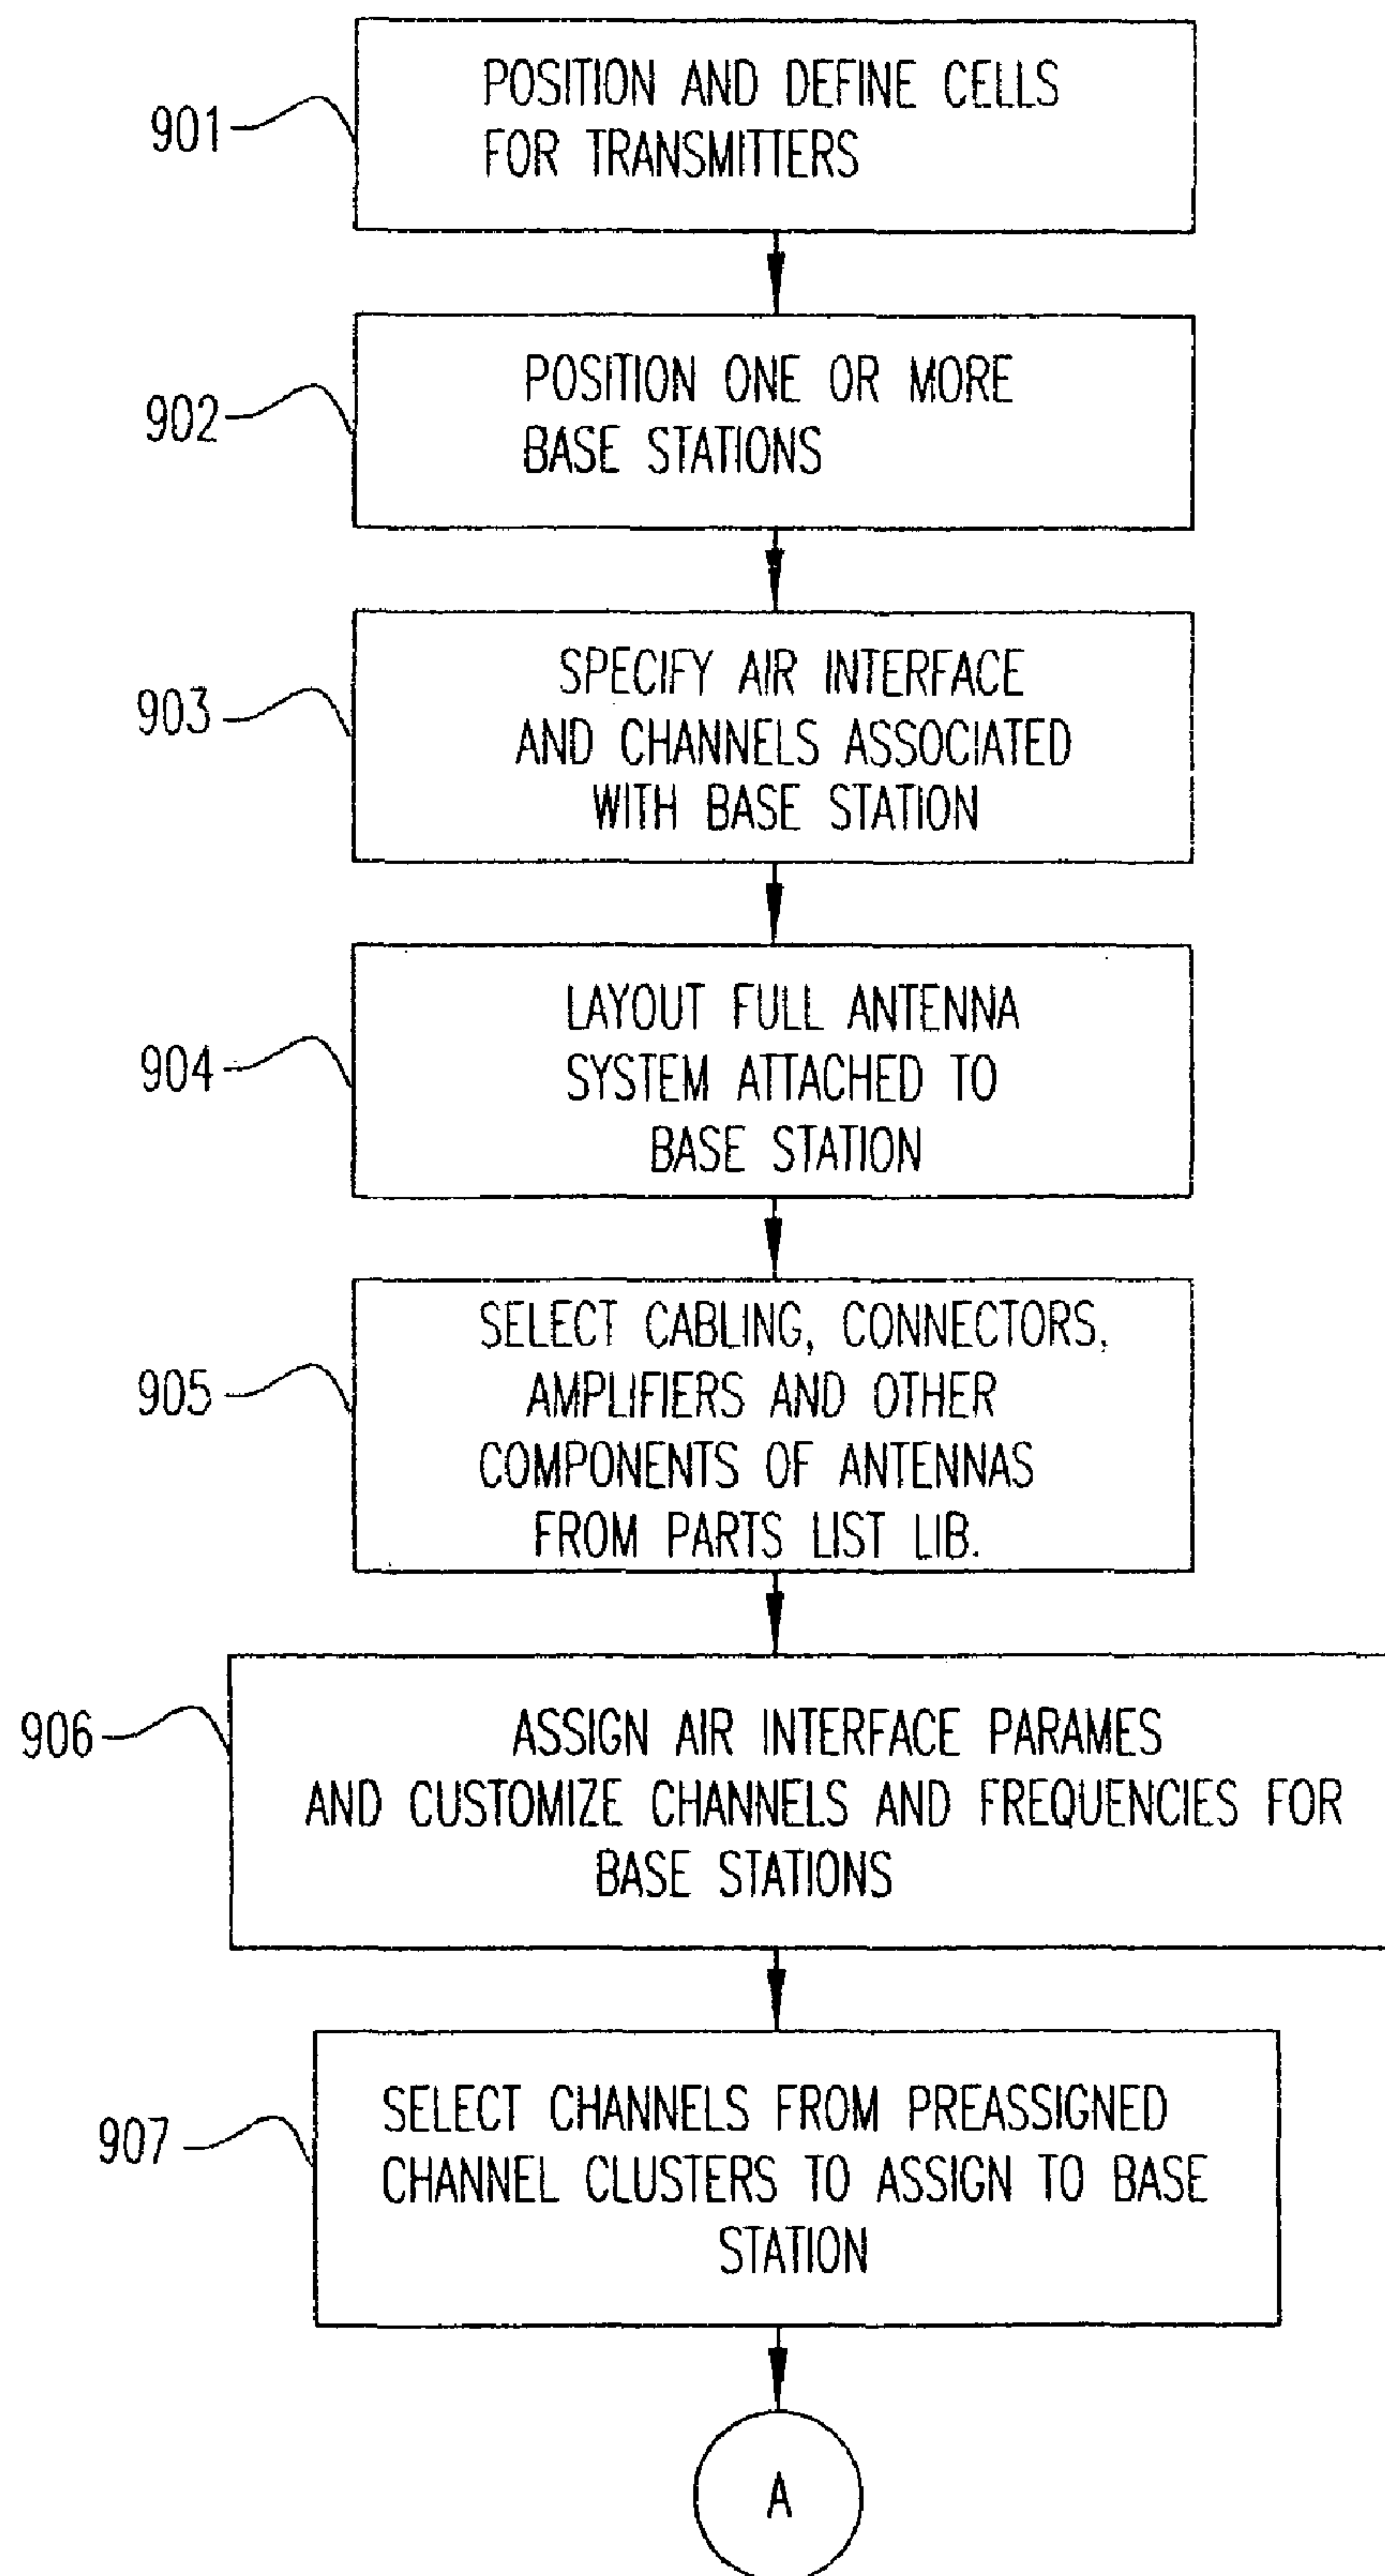 901
POSITION AND DEFINE CELLS
FOR TRANSMITTERS
902
POSITION ONE OR MORE
BASE STATIONS
903
SPECIFY AIR INTERFACE
AND CHANNELS ASSOCIATED
WITH BASE STATION
904
LAYOUT FULL ANTENNA
SYSTEM ATTACHED TO
BASE STATION
905
SELECT CABLING, CONNECTORS,
AMPLIFIERS AND OTHER
COMPONENTS OF ANTENNAS
FROM PARTS LIST LIB.
906
ASSIGN AIR INTERFACE PARAMES
AND CUSTOMIZE CHANNELS AND FREQUENCIES FOR
BASE STATIONS
907
SELECT CHANNELS FROM PREASSIGNED
CHANNEL CLUSTERS TO ASSIGN TO BASE
STATION
A